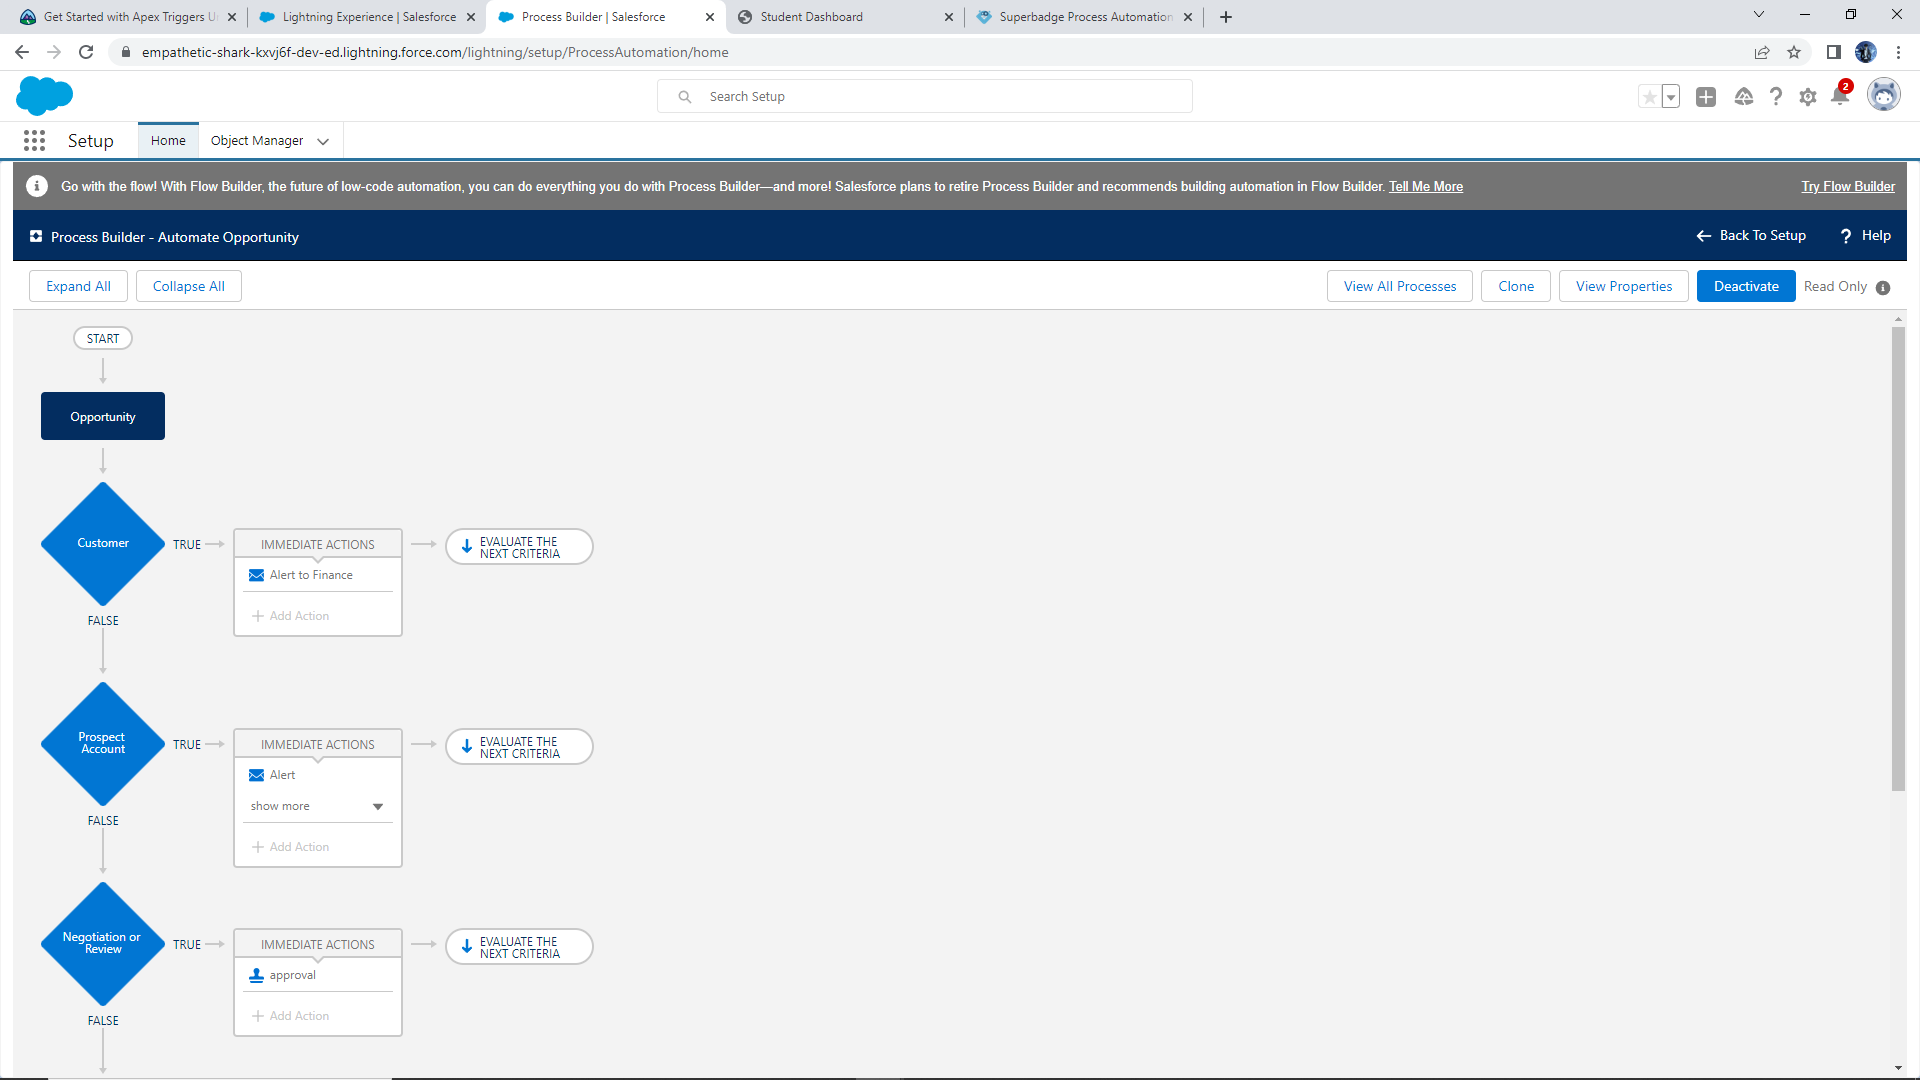 Get Started with Apex Triggers U
Lightning Experience | Salesforce
Process Builder | Salesforce
Student Dashboard
Superbadge Process Automation
empathetic-shark-kxvj6f-dev-ed.lightning.force.com/lightning/setup/ProcessAutomation/home
Search Setup
2
Setup
Home
Object Manager
Go with the flow! With Flow Builder, the future of low-code automation, you can do everything you do with Process Builder—and more! Salesforce plans to retire Process Builder and recommends building automation in Flow Builder. Tell Me More
Try Flow Builder
Process Builder - Automate Opportunity
Back To Setup
? Help
Expand All
Collapse All
View All Processes
Clone
View Properties
Deactivate
Read Only
START
Opportunity
Customer
TRUE
IMMEDIATE ACTIONS
EVALUATE THE
NEXT CRITERIA
Alert to Finance
+ Add Action
FALSE
Prospect
Account
TRUE
IMMEDIATE ACTIONS
EVALUATE THE
NEXT CRITERIA
Alert
show more
+ Add Action
FALSE
Negotiation or
Review
TRUE
IMMEDIATE ACTIONS
EVALUATE THE
NEXT CRITERIA
approval
+ Add Action
FALSE